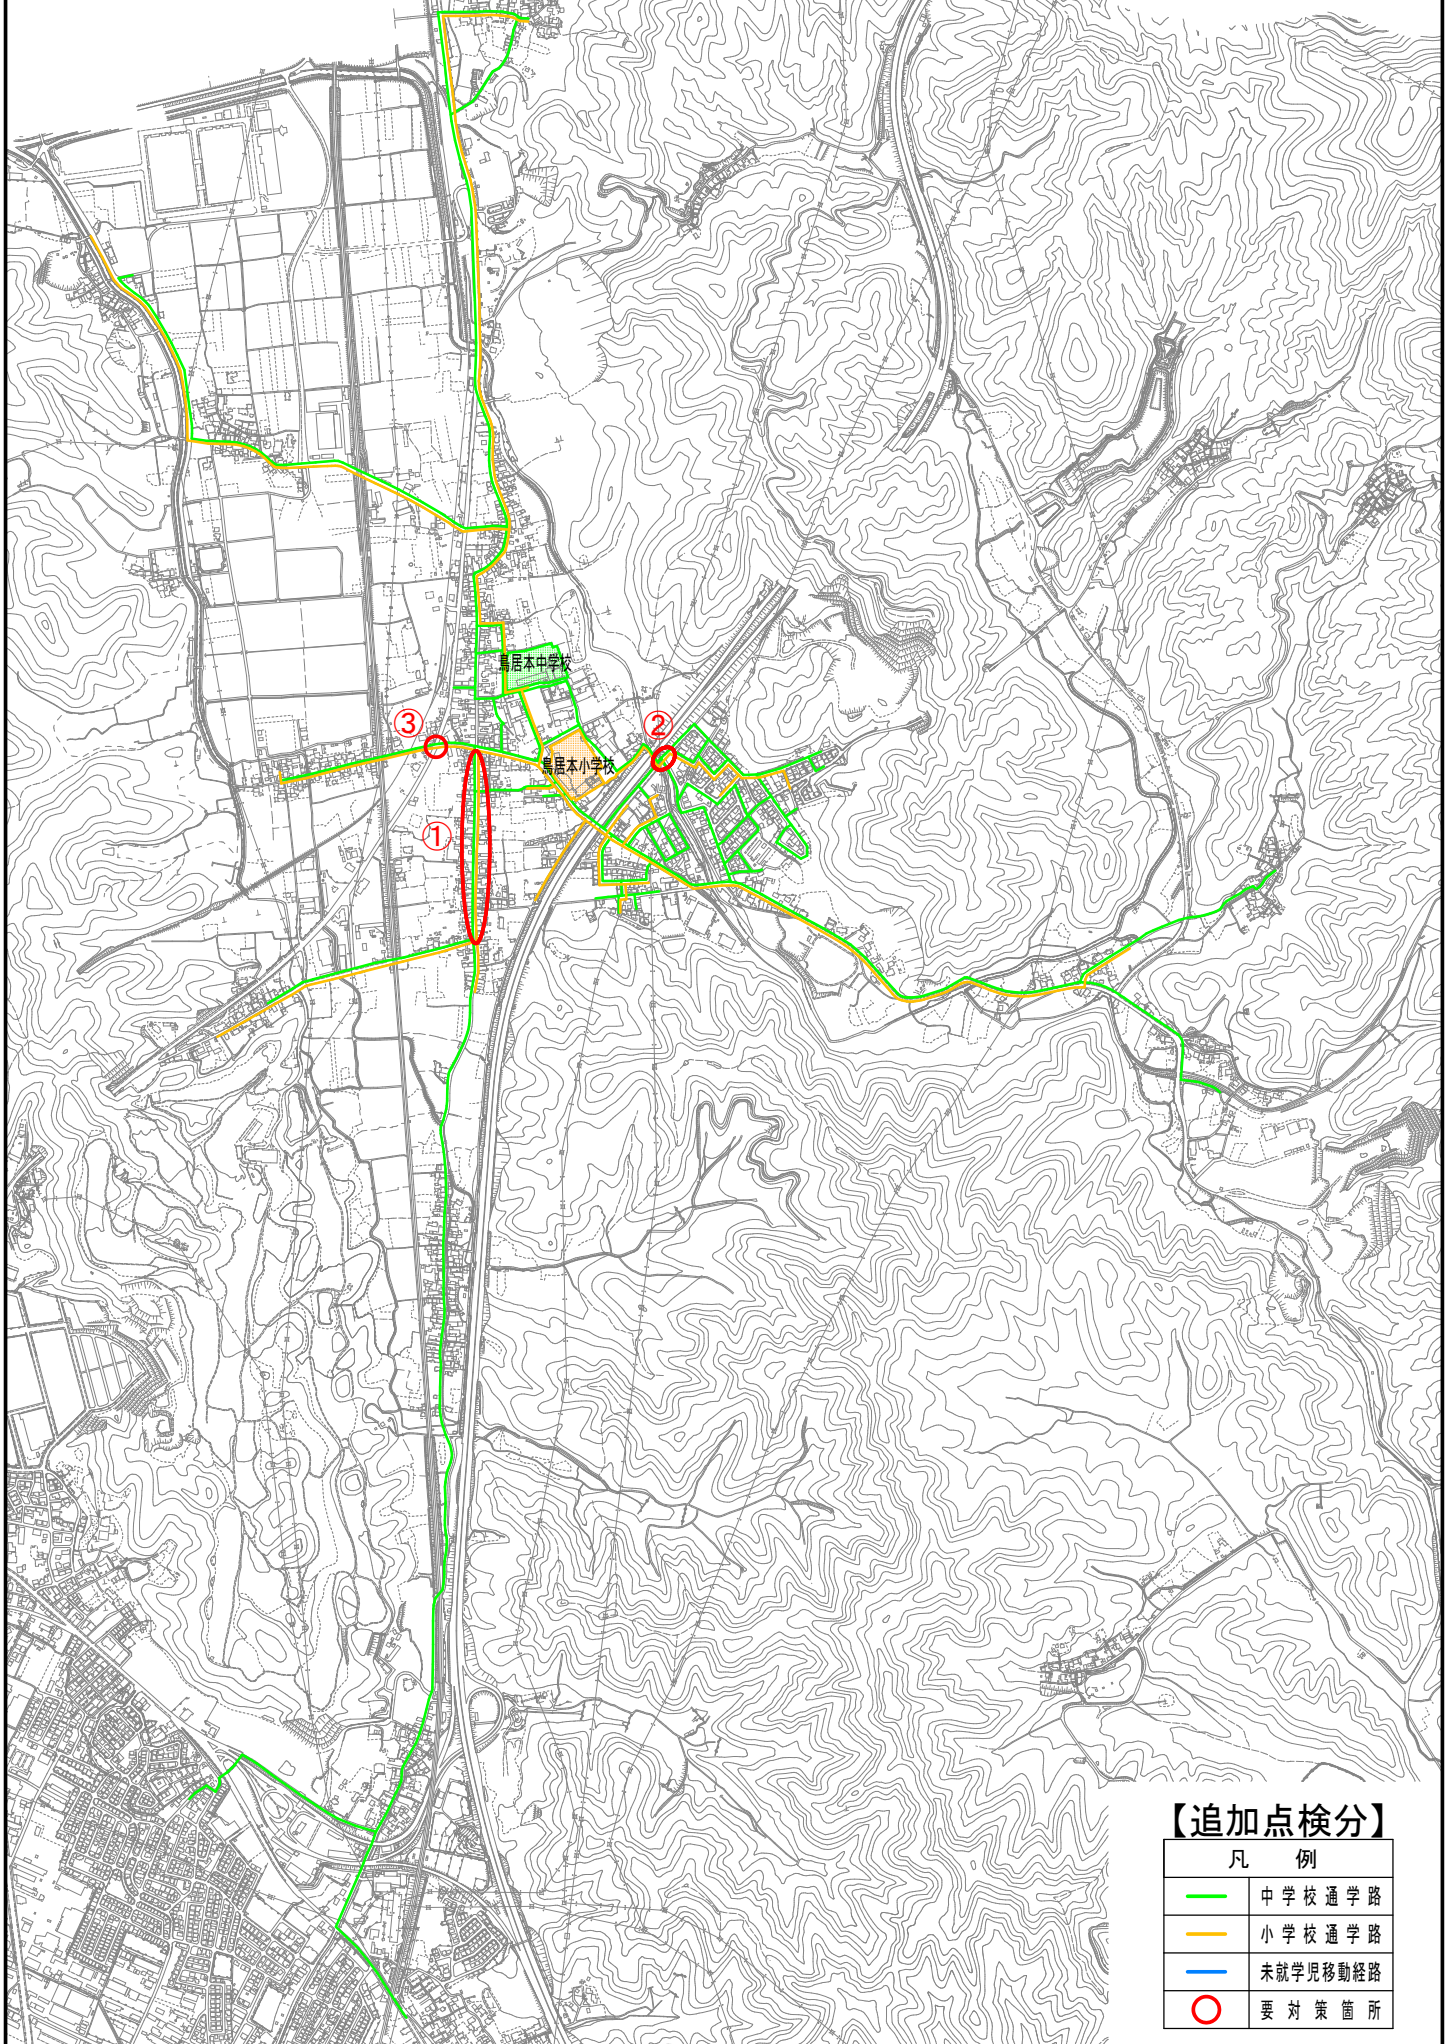 鳥居本中学校
③
②
鳥居本小学校
①
【追加点検分】
凡 例
中学校通学路
小学校通学路
未就学児移動経路
要対策箇所